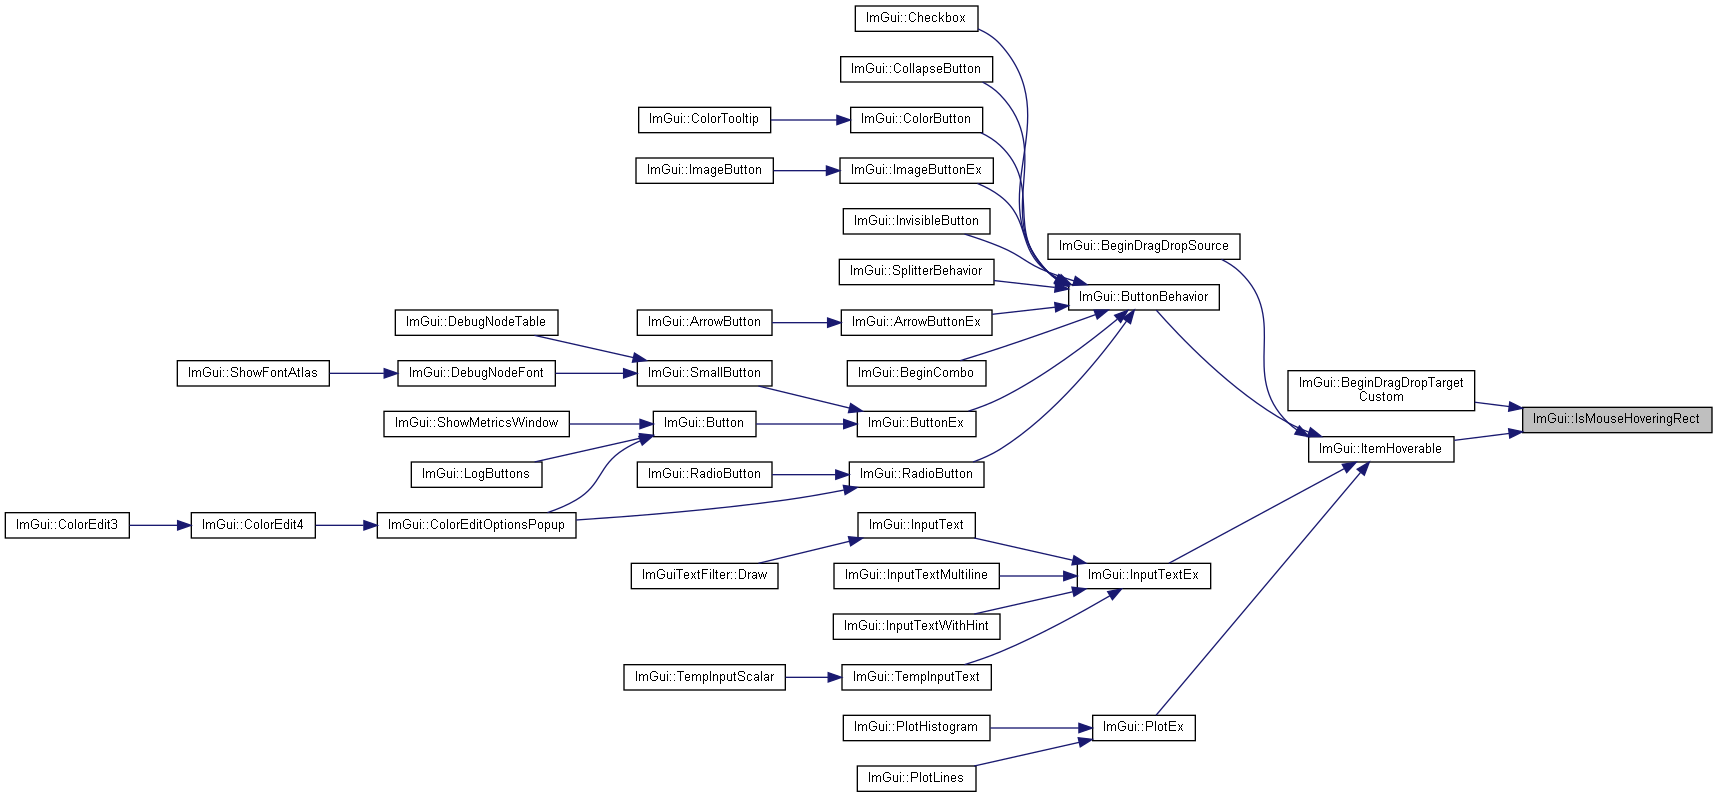 ImGui::Checkbox
ImGui::CollapseButton
ImGui::ColorTooltip
ImGui::ColorButton
ImGui::ImageButton
ImGui::ImageButtonEx
ImGui::InvisibleButton
ImGui::BeginDragDropSource
ImGui::SplitterBehavior
ImGui::ButtonBehavior
ImGui::DebugNodeTable
ImGui::ArrowButton
ImGui::ArrowButtonEx
ImGui::ShowFontAtlas
ImGui::DebugNodeFont
ImGui::SmallButton
ImGui::BeginCombo
ImGui::BeginDragDropTarget
Custom
ImGui::ShowMetricsWindow
ImGui::Button
ImGui::ButtonEx
ImGui::IsMouseHoveringRect
ImGui::ItemHoverable
ImGui::LogButtons
ImGui::RadioButton
ImGui::RadioButton
ImGui::ColorEdit3
ImGui::ColorEdit4
ImGui::ColorEditOptionsPopup
ImGui::InputText
ImGuiTextFilter::Draw
ImGui::InputTextMultiline
ImGui::InputTextEx
ImGui::InputTextWithHint
ImGui::TempInputScalar
ImGui::TempInputText
ImGui::PlotHistogram
ImGui::PlotEx
ImGui::PlotLines